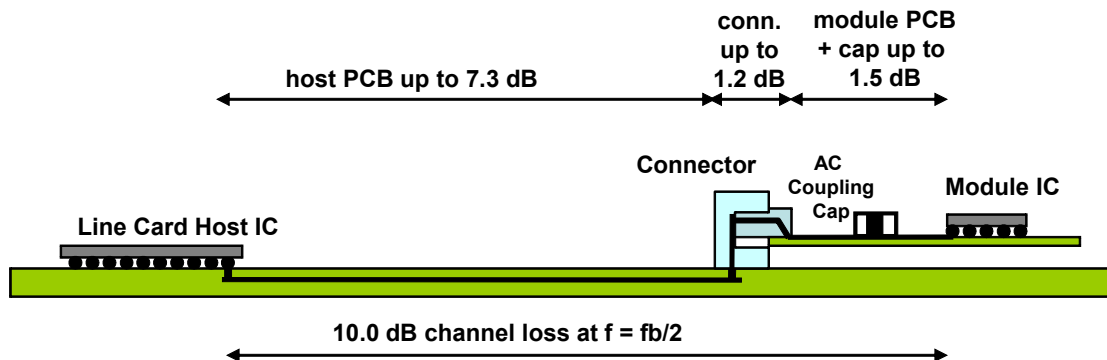 conn.
up to
1.2 dB
module PCB
+ cap up to
1.5 dB
host PCB up to 7.3 dB
Connector
AC
Coupling
Cap
Module IC
Line Card Host IC
10.0 dB channel loss at f = fb/2